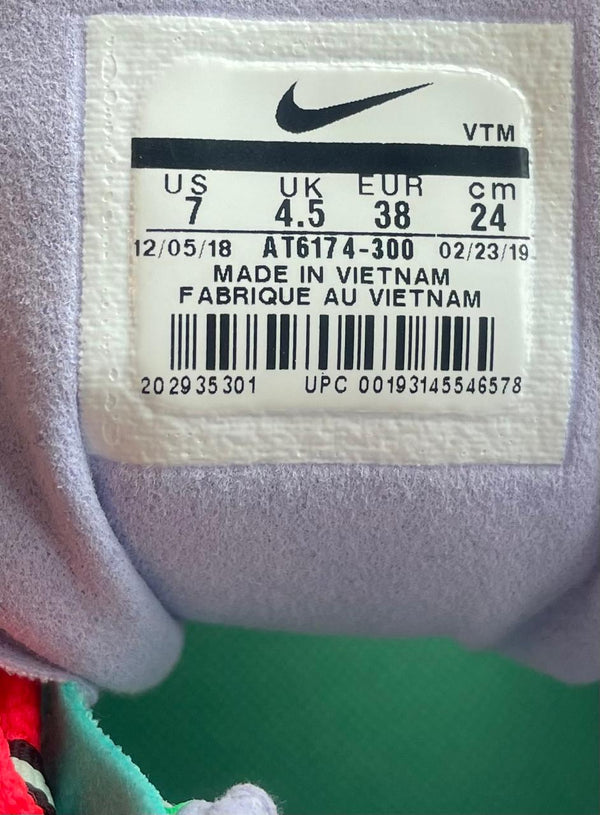 VTM
US UK EUR cm
7 4.5 38 24
12/05/18 AT6174-300 02/23/19
MADE IN VIETNAM
FABRIQUE AU VIETNAM
202935301 UPC 00193145546578